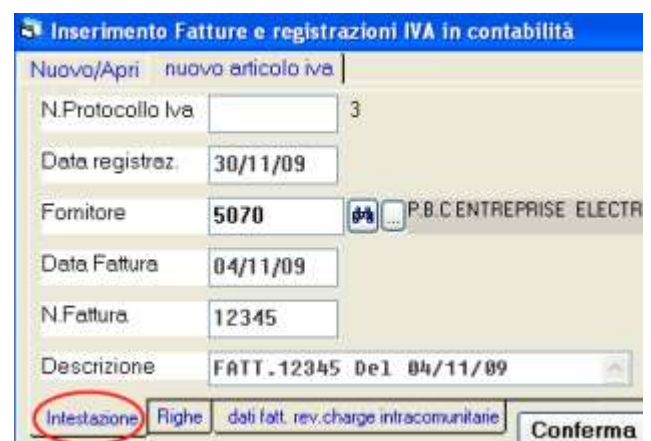 Inserimento Fatture e registrazioni IVA in contabilità
Nuovo/Apri nuovo articolo iva
N.Protocollo Iva 3
Data registraz. 30/11/09
Fornitore 5070 ... P.B.C ENTREPRISE ELECTR
Data Fattura 04/11/09
N.Fattura 12345
Descrizione FATT.12345 Del 04/11/09
Intestazione Righe dati fatt. rev.charge intracomunitarie Conferma